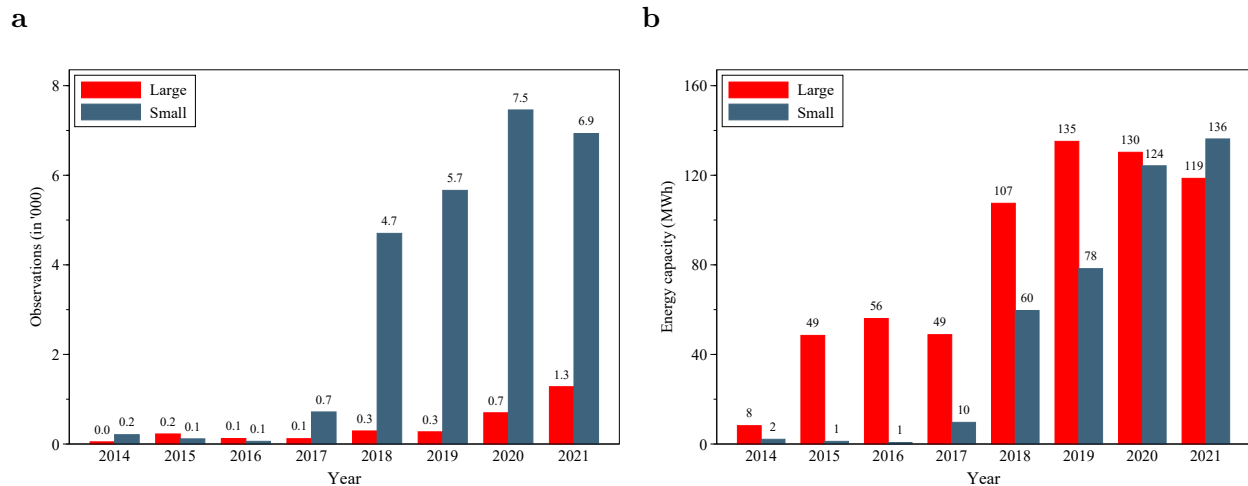 a
Large
Small
Observations (in '000)
8
6
4
2
0
0.0 0.2 0.2 0.1 0.1 0.1 0.1 0.7 0.3 4.7 0.3 5.7 0.7 7.5 1.3 6.9
2014 2015 2016 2017 2018 2019 2020 2021
Year
b
Large
Small
Energy capacity (MWh)
160
120
80
40
0
8 2 49 1 56 1 49 10 107 60 135 78 130 124 119 136
2014 2015 2016 2017 2018 2019 2020 2021
Year